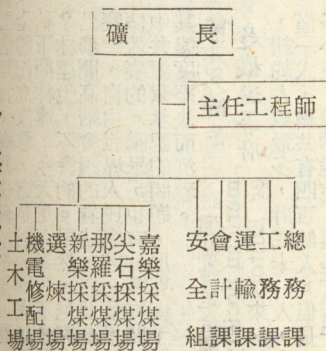 礦長
主任工程師
總務課
工務課
運輸課
會計課
安全組
嘉樂採煤場
尖石採煤場
那羅採煤場
新樂採煤場
選煉場
機電修配場
土木工場